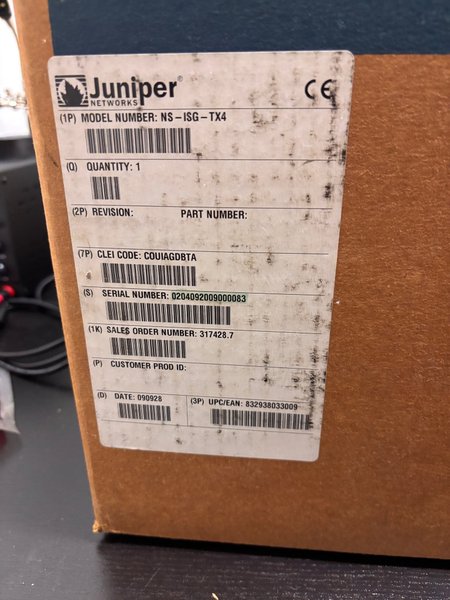 Juniper®
NETWORKS
CE
(1P) MODEL NUMBER: NS-ISG-TX4
(Q) QUANTITY: 1
(2P) REVISION: PART NUMBER:
(7P) CLEI CODE: COUIAGDBTA
(S) SERIAL NUMBER: 0204092009000083
(1K) SALES ORDER NUMBER: 317428.7
(P) CUSTOMER PROD ID:
(D) DATE: 090928 (3P) UPC/EAN: 832938033009